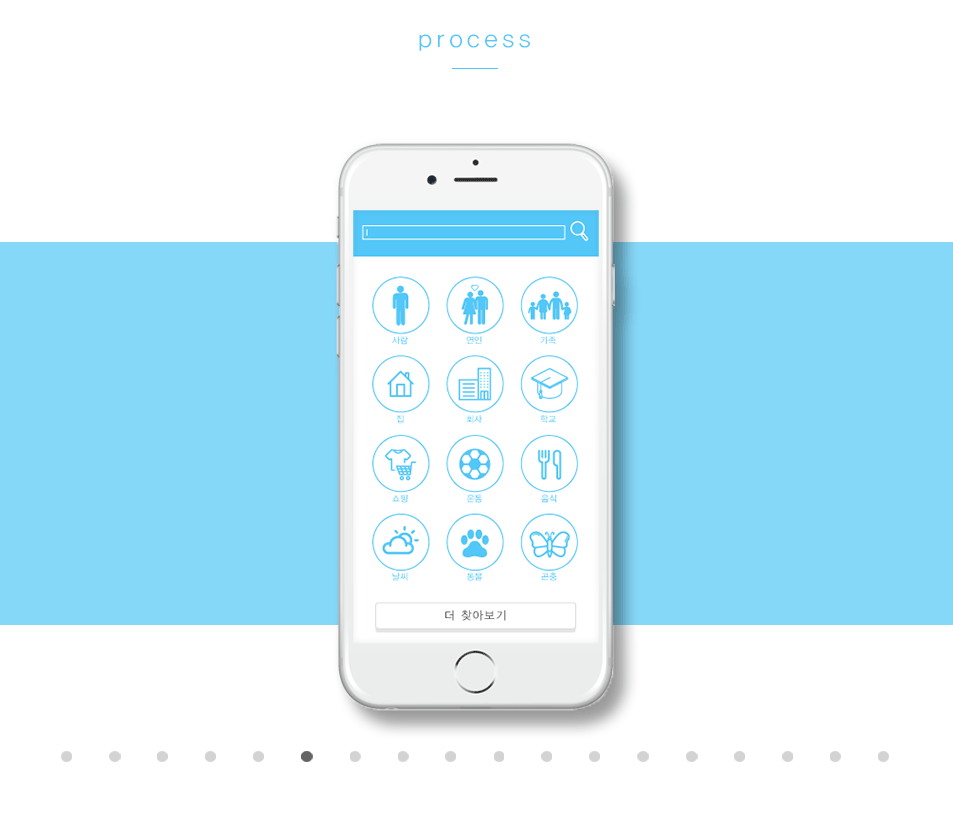 process
사람 연인 가족
집 회사 학교
쇼핑 운동 음식
날씨 동물 곤충
더 찾아보기